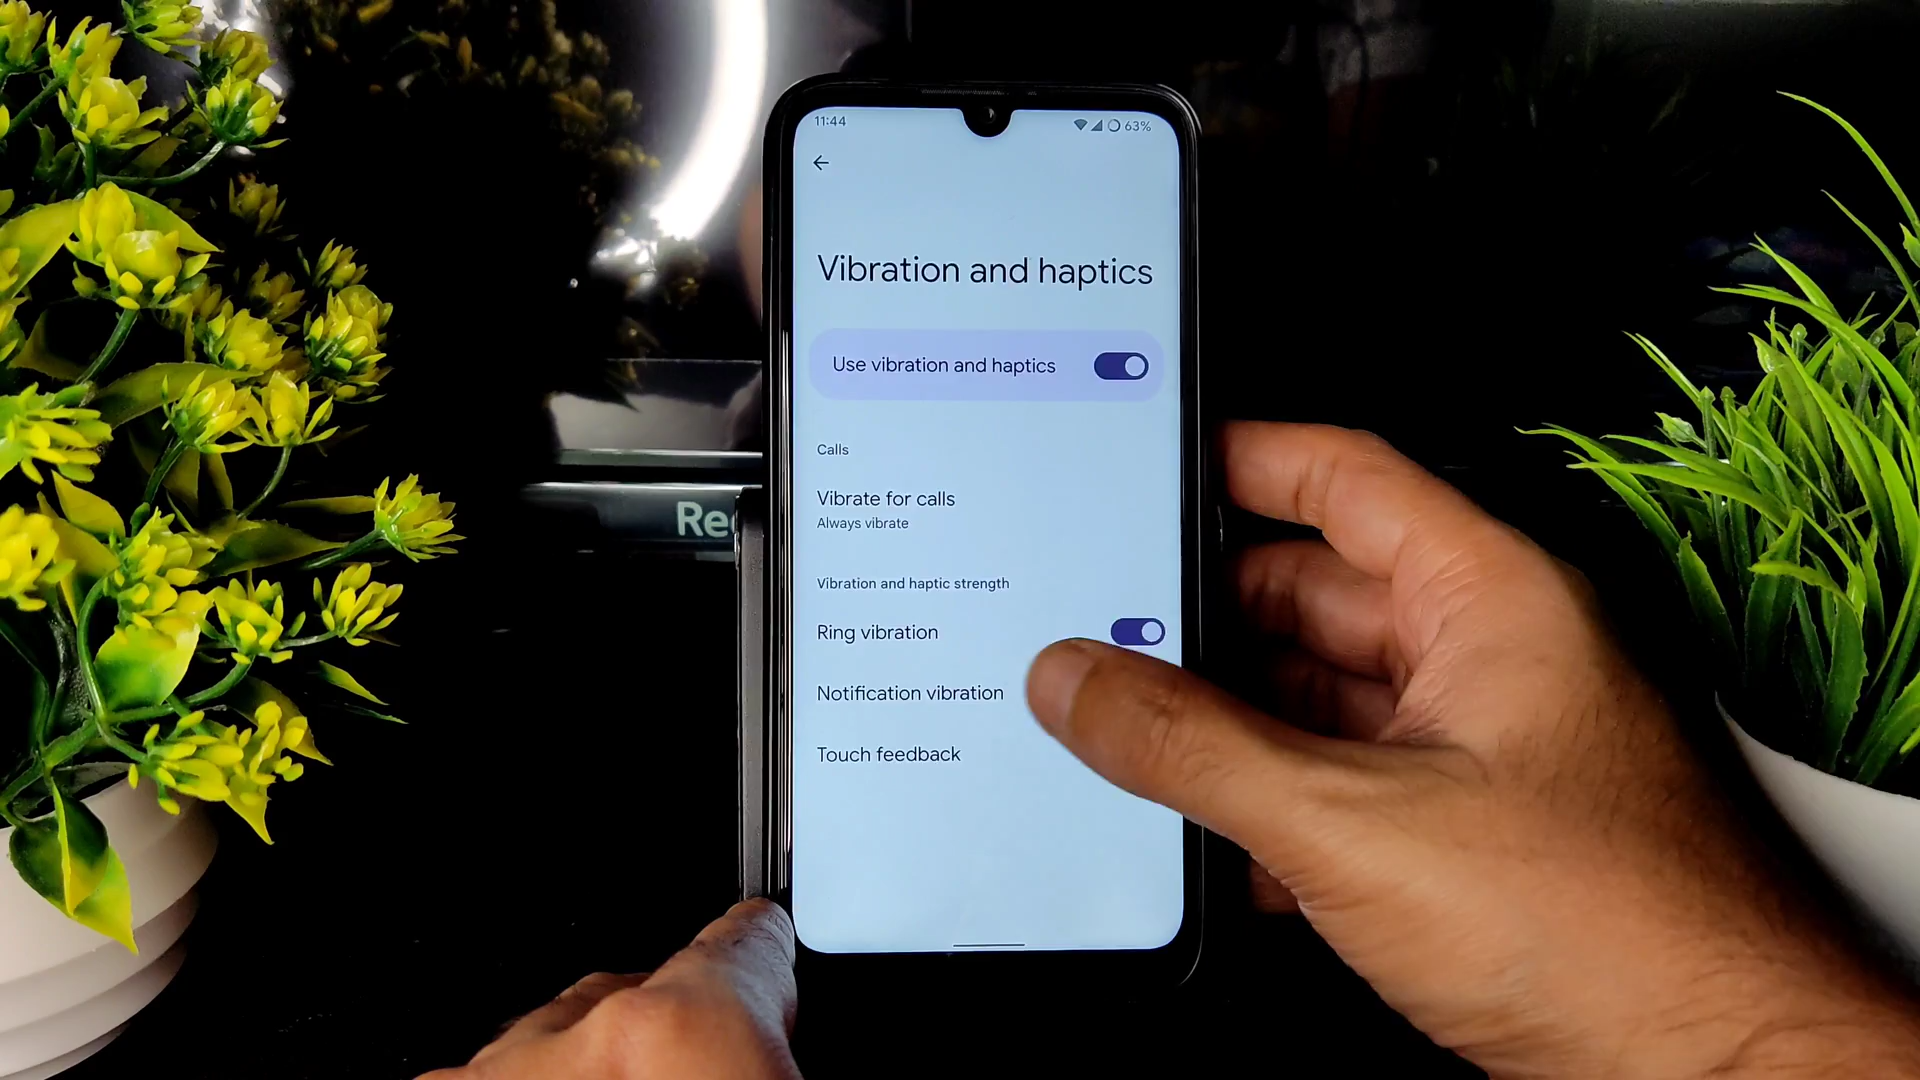 11:44
63%
Vibration and haptics
Use vibration and haptics
Calls
Vibrate for calls
Always vibrate
Vibration and haptic strength
Ring vibration
Notification vibration
Touch feedback
Re